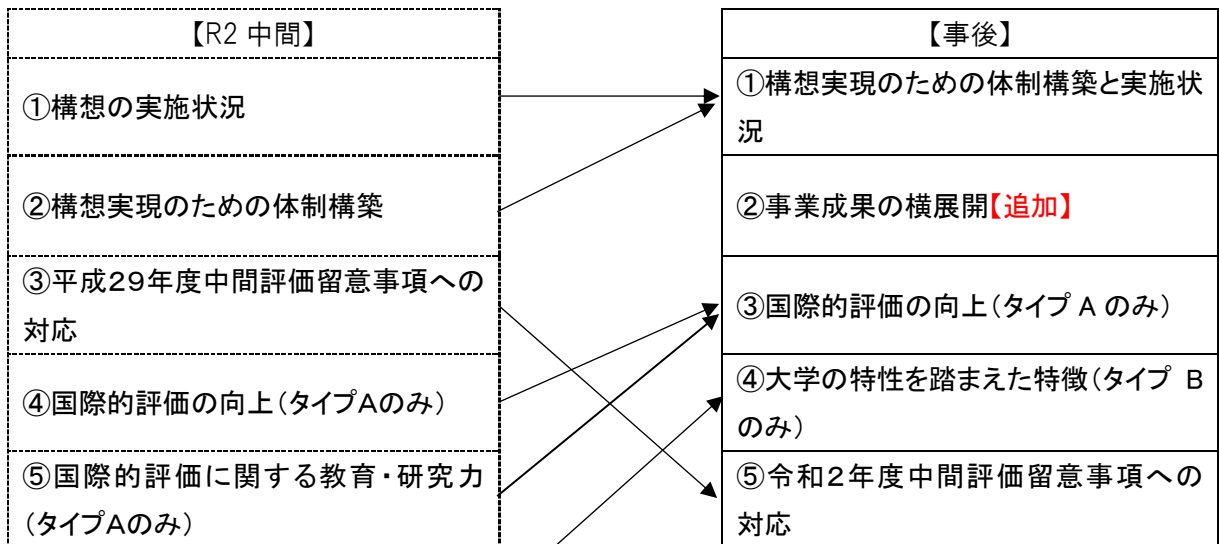 【R2 中間】
①構想の実施状況
②構想実現のための体制構築
③平成29年度中間評価留意事項への
対応
④国際的評価の向上(タイプAのみ)
⑤国際的評価に関する教育・研究力
(タイプAのみ)
【事後】
①構想実現のための体制構築と実施状
況
②事業成果の横展開【追加】
③国際的評価の向上(タイプ A のみ)
④大学の特性を踏まえた特徴(タイプ B
のみ)
⑤令和2年度中間評価留意事項への
対応